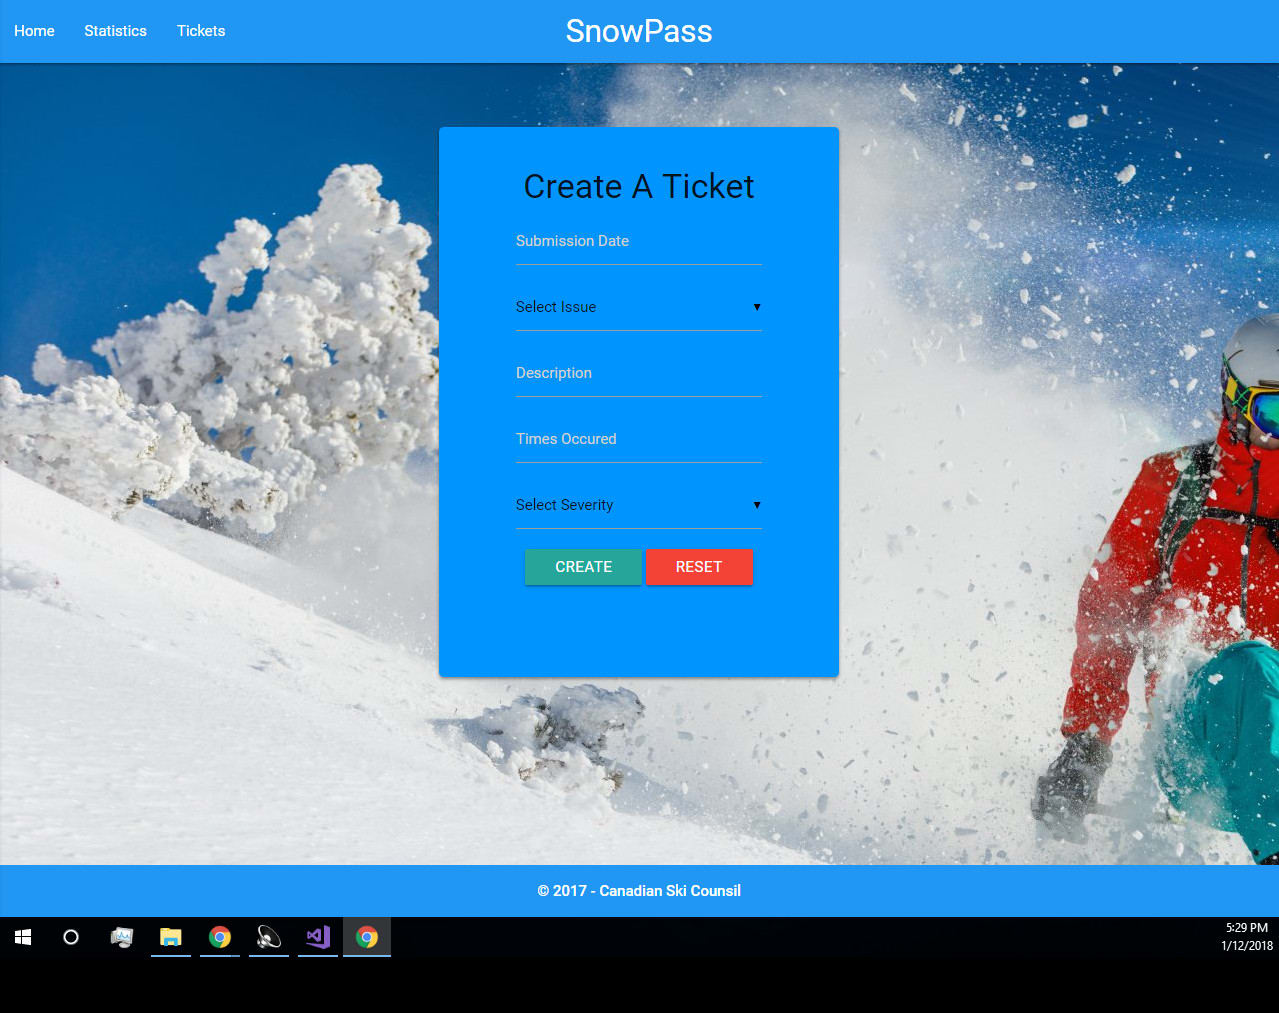 Home Statistics Tickets SnowPass
Create A Ticket
Submission Date
Select Issue ▼
Description
Times Occured
Select Severity ▼
CREATE RESET
© 2017 - Canadian Ski Counsil
5:29 PM
1/12/2018